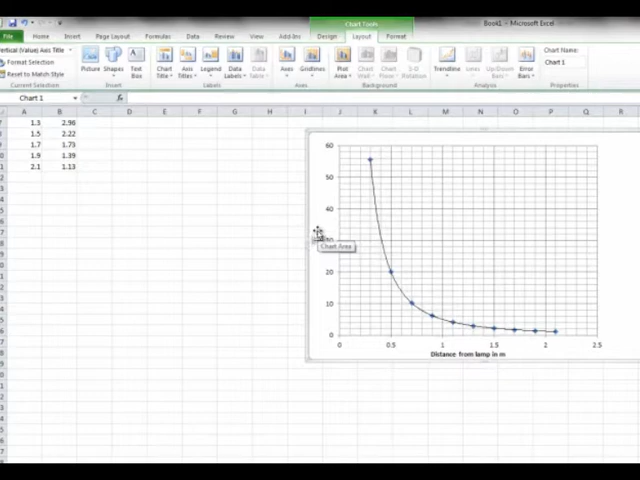 Chart Tools
Book1 - Microsoft Excel
File Home Insert Page Layout Formulas Data Review View Add-Ins Design Layout Format
Vertical (Value) Axis Title
Format Selection
Reset to Match Style
Current Selection
Picture Shapes Text Box
Insert
Chart Title Axis Titles Legend Data Labels Data Table
Labels
Axes Gridlines
Axes
Plot Area Chart Wall Chart Floor 3-D Rotation
Background
Trendline Lines Up/Down Bars Error Bars
Analysis
Chart Name:
Chart 1
Properties
Chart 1 fx
A B C D E F G H I J K L M N O P Q R
1.3 2.96
1.5 2.22
1.7 1.73
1.9 1.39
2.1 1.13
60
50
40
30
20
10
0
Chart Area
0 0.5 1 1.5 2 2.5
Distance from lamp in m